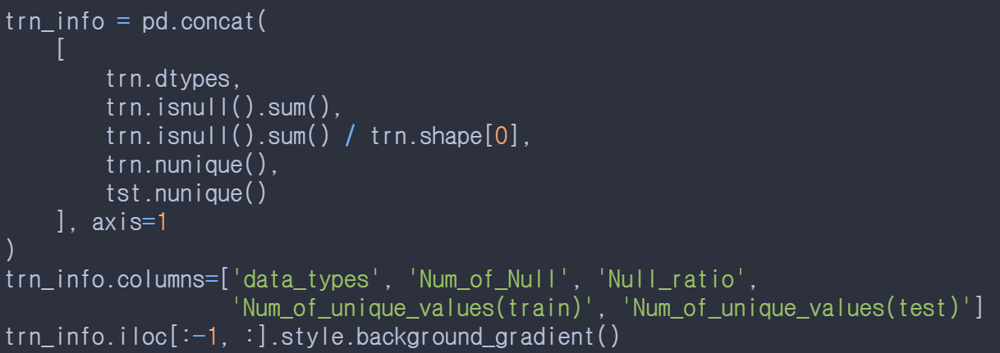 trn_info = pd.concat(
    [
        trn.dtypes,
        trn.isnull().sum(),
        trn.isnull().sum() / trn.shape[0],
        trn.nunique(),
        tst.nunique()
    ], axis=1
)
trn_info.columns=['data_types', 'Num_of_Null', 'Null_ratio',
                  'Num_of_unique_values(train)', 'Num_of_unique_values(test)']
trn_info.iloc[:-1, :].style.background_gradient()